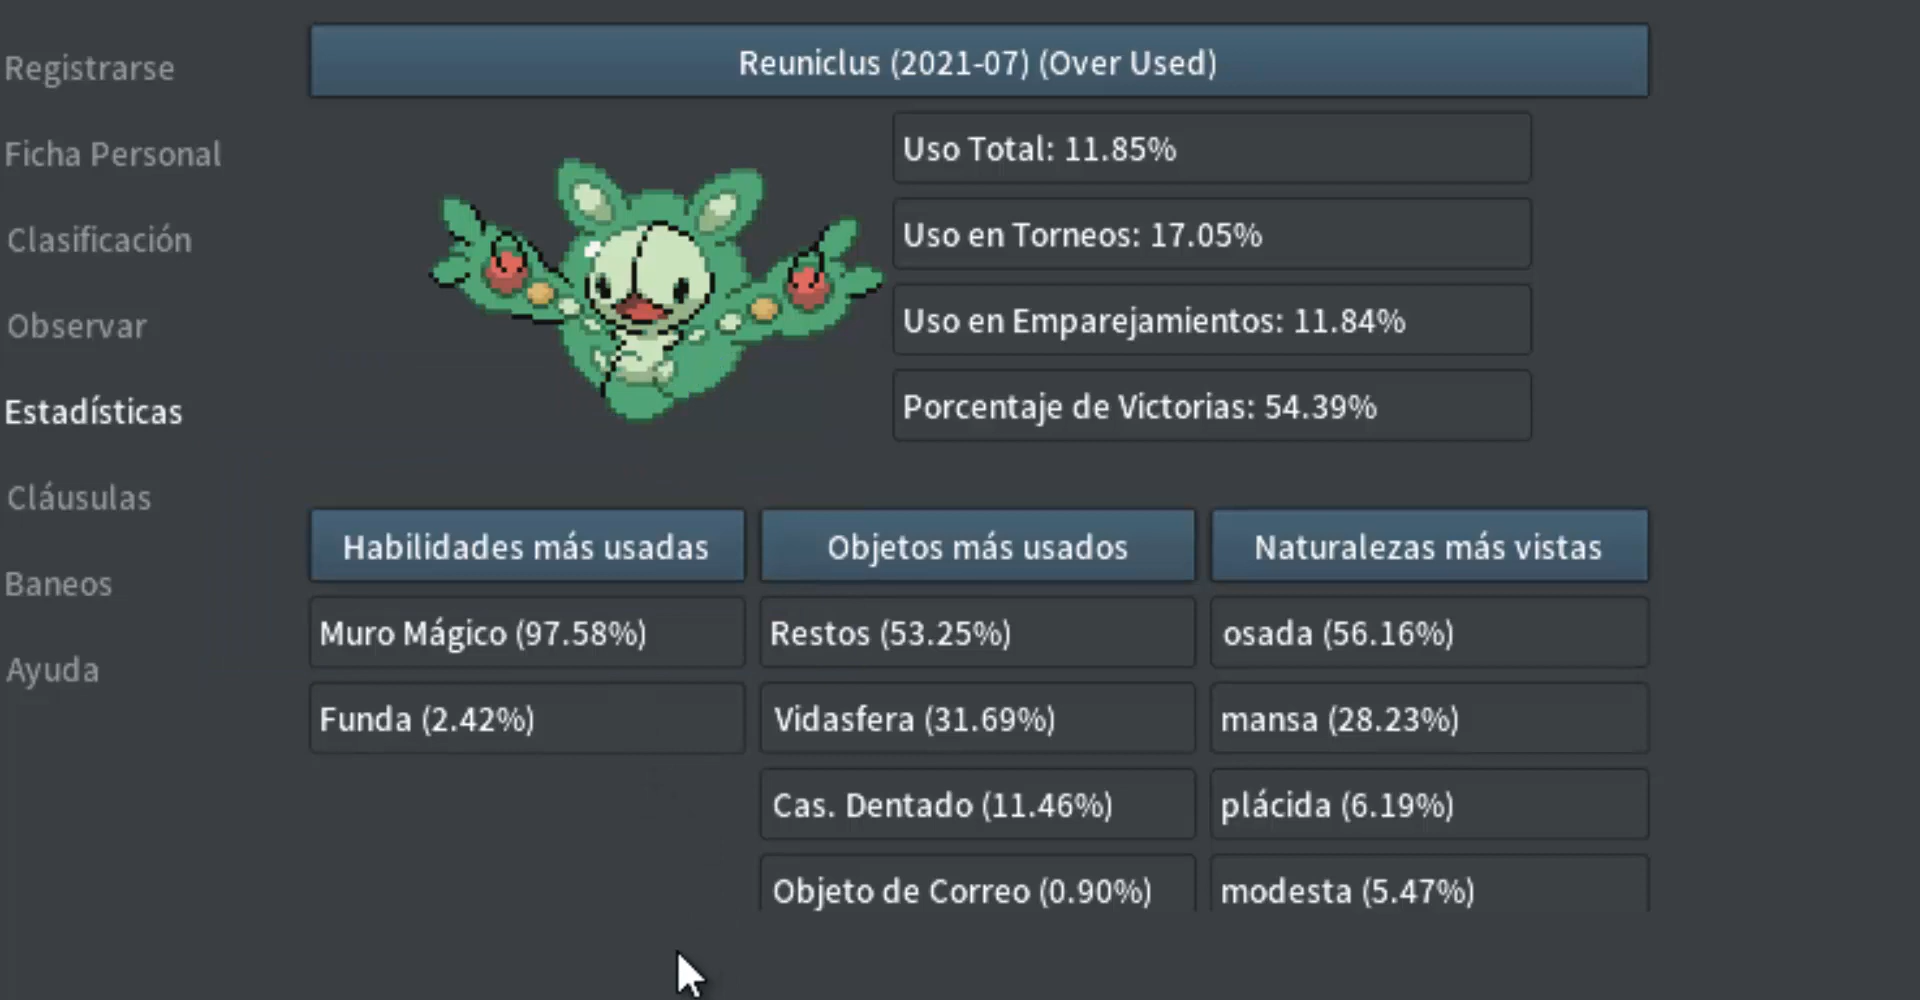 Registrarse
Ficha Personal
Clasificación
Observar
Estadísticas
Cláusulas
Baneos
Ayuda
Reuniclus (2021-07) (Over Used)
Uso Total: 11.85%
Uso en Torneos: 17.05%
Uso en Emparejamientos: 11.84%
Porcentaje de Victorias: 54.39%
Habilidades más usadas
Muro Mágico (97.58%)
Funda (2.42%)
Objetos más usados
Restos (53.25%)
Vidasfera (31.69%)
Cas. Dentado (11.46%)
Objeto de Correo (0.90%)
Naturalezas más vistas
osada (56.16%)
mansa (28.23%)
plácida (6.19%)
modesta (5.47%)